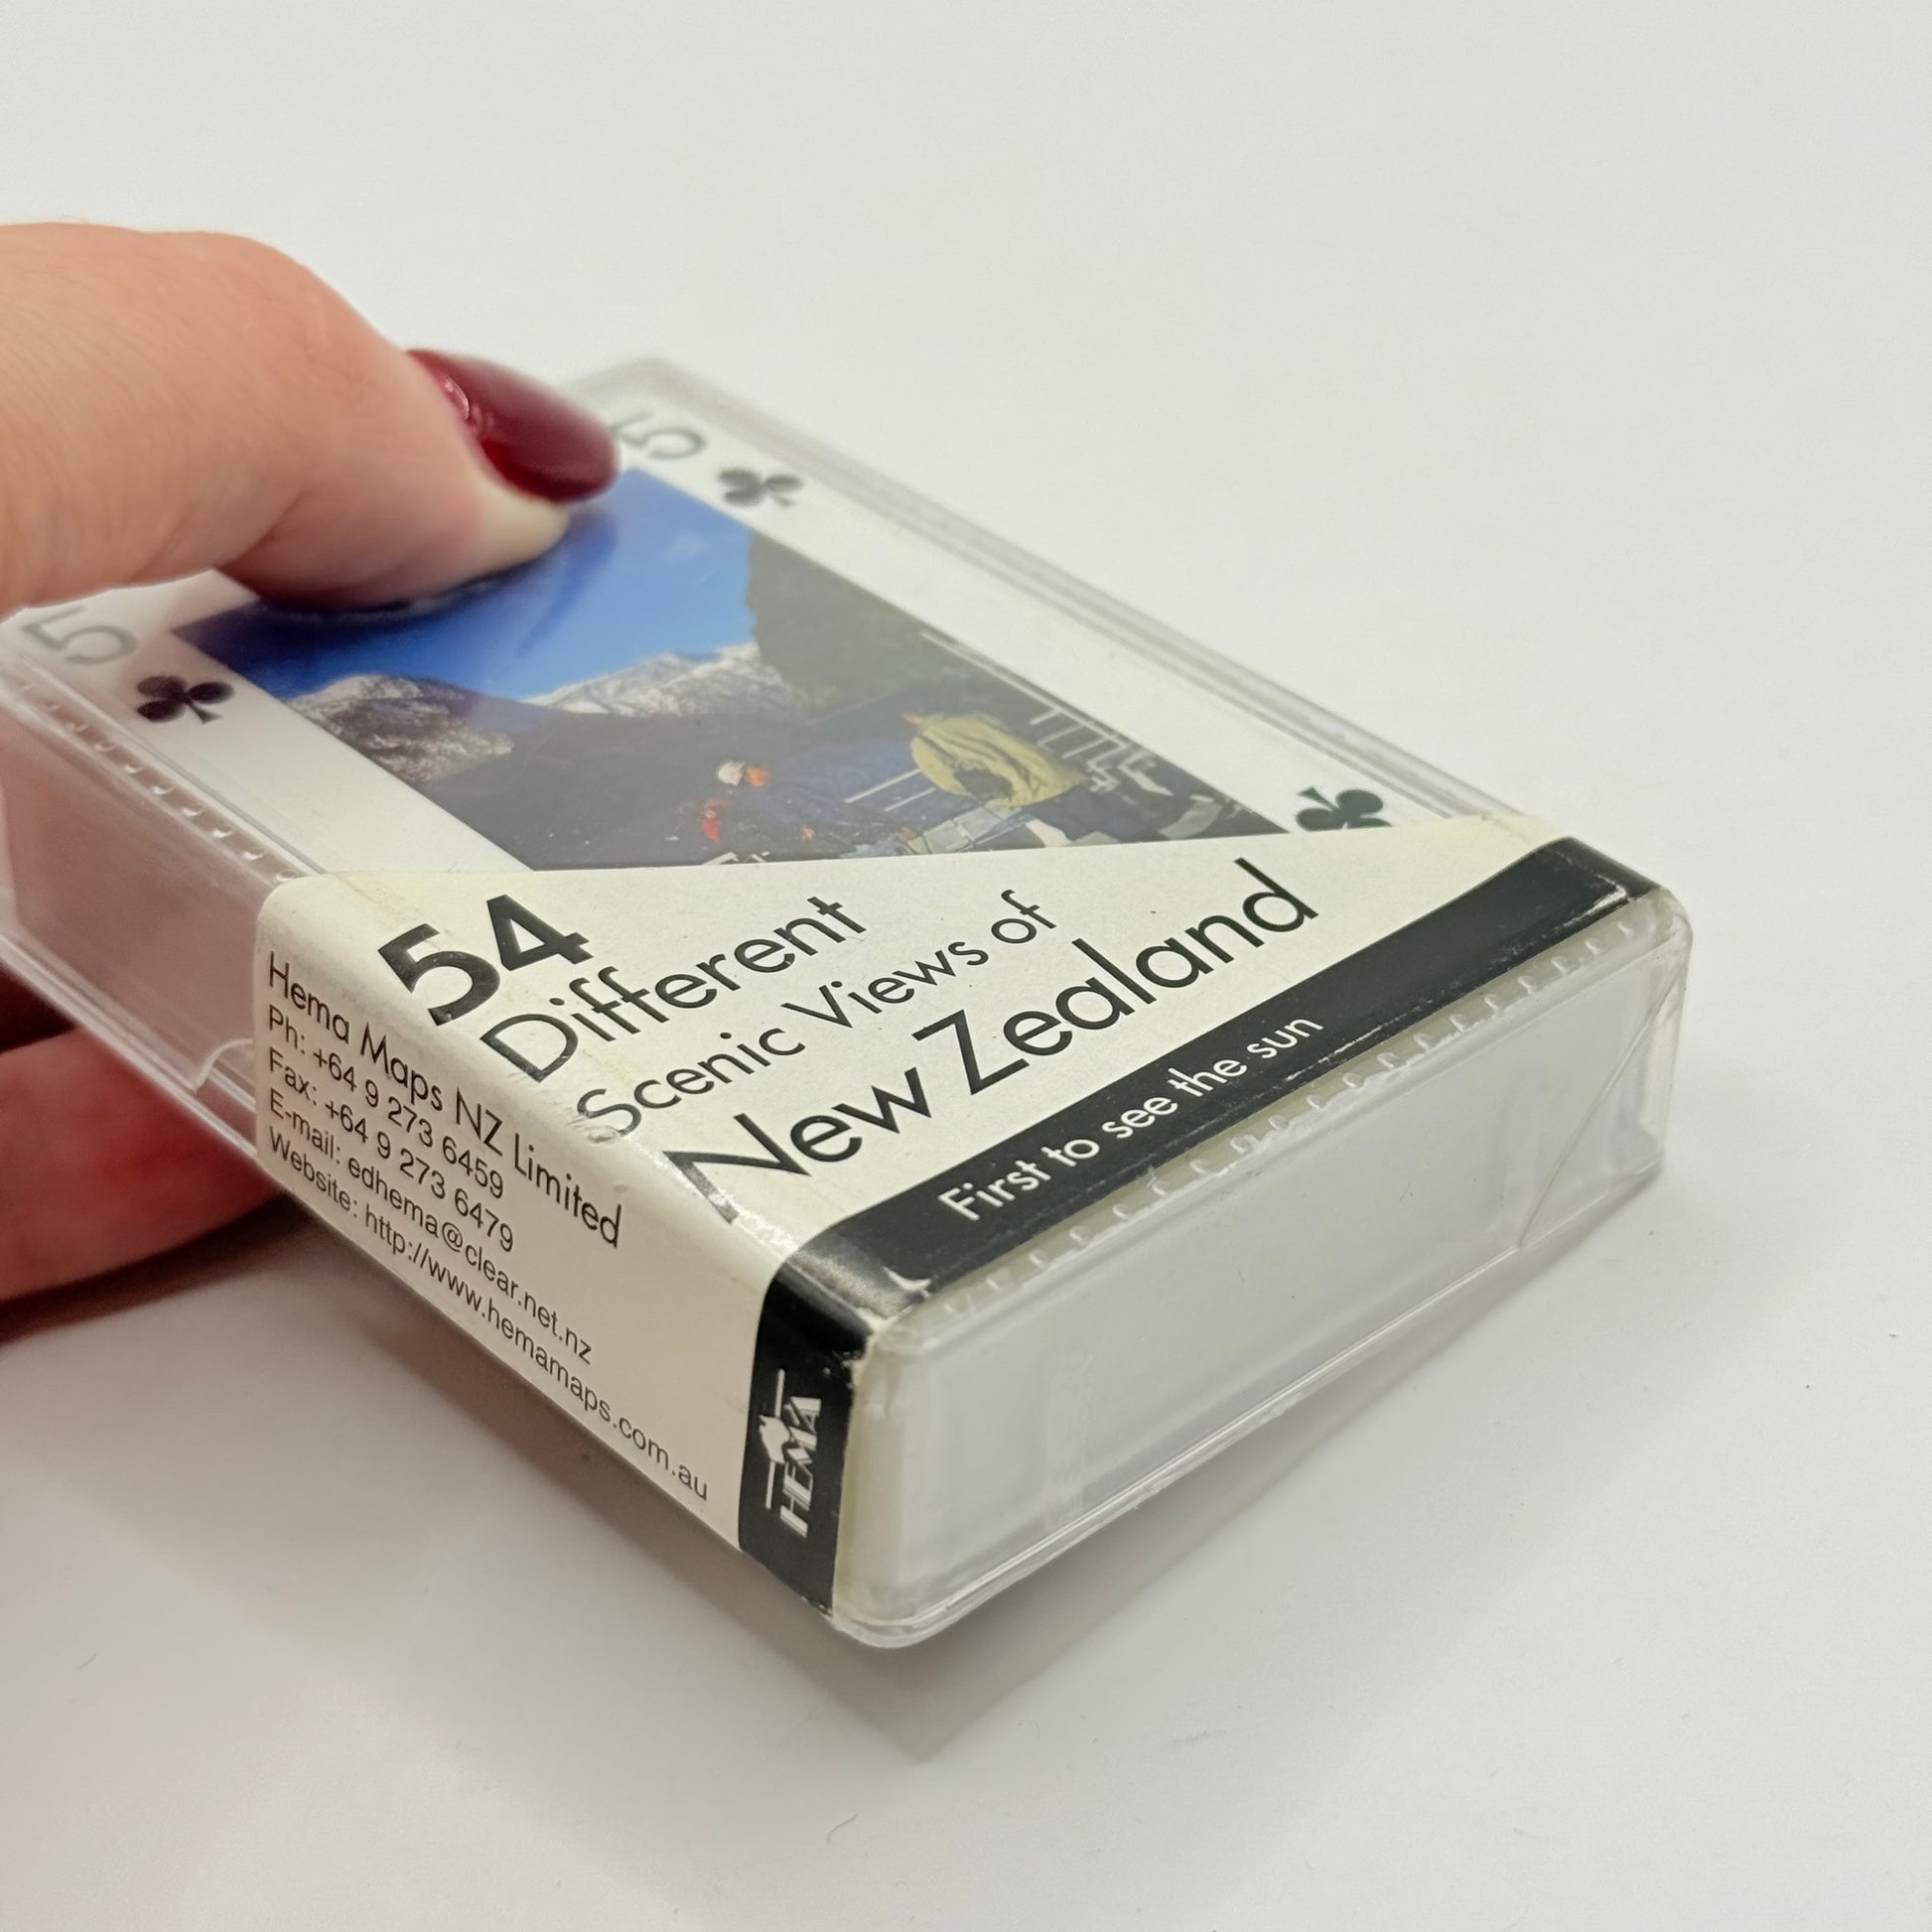 5
5
54
Different
Scenic Views of
New Zealand
First to see the sun
Hema Maps NZ Limited
Ph: +64 9 273 6459
Fax: +64 9 273 6479
E-mail: edhema@clear.net.nz
Website: http://www.hemamaps.com.au
HEMA